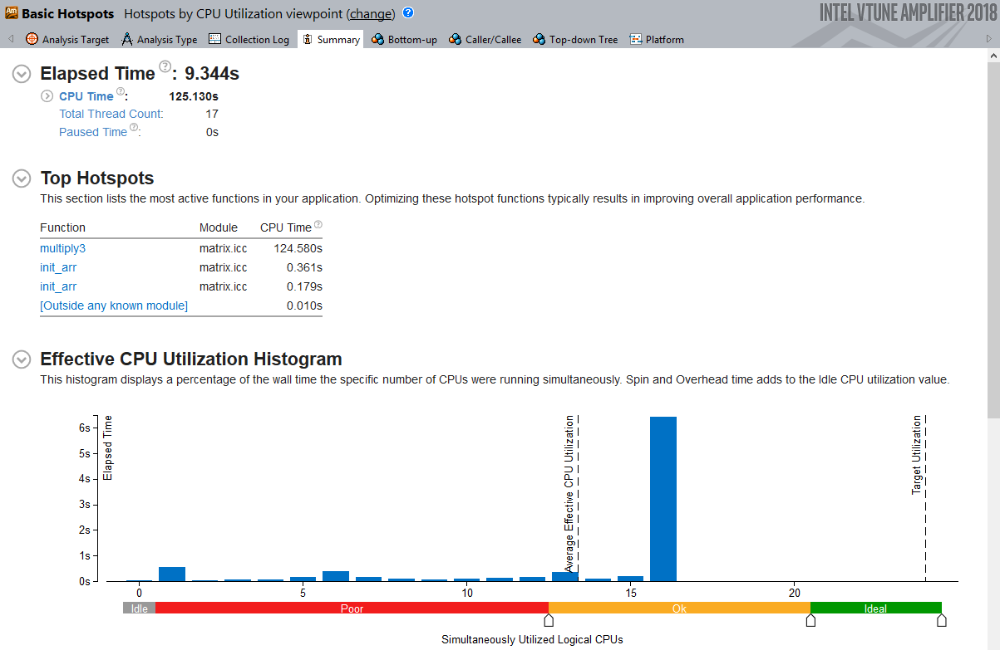 Basic Hotspots Hotspots by CPU Utilization viewpoint (change) ? INTEL VTUNE AMPLIFIER 2018
Analysis Target Analysis Type Collection Log Summary Bottom-up Caller/Callee Top-down Tree Platform
Elapsed Time ? : 9.344s
CPU Time ? : 125.130s
Total Thread Count: 17
Paused Time ? : 0s
Top Hotspots
This section lists the most active functions in your application. Optimizing these hotspot functions typically results in improving overall application performance.
Function Module CPU Time ?
multiply3 matrix.icc 124.580s
init_arr matrix.icc 0.361s
init_arr matrix.icc 0.179s
[Outside any known module] 0.010s
Effective CPU Utilization Histogram
This histogram displays a percentage of the wall time the specific number of CPUs were running simultaneously. Spin and Overhead time adds to the Idle CPU utilization value.
6s
5s
4s
3s
2s
1s
0s
Elapsed Time
Average Effective CPU Utilization
Target Utilization
0 5 10 15 20
Idle Poor Ok Ideal
Simultaneously Utilized Logical CPUs